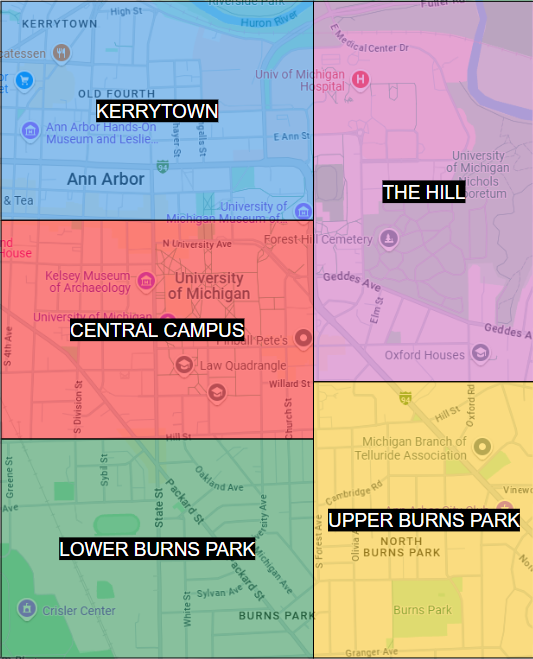 Riverside Park
High St
KERRYTOWN
Huron River
Fuller Rd
E Medical Center Dr
catessen
Univ of Michigan
Hospital
OLD FOURTH
KERRYTOWN
Ann Arbor Hands-On
Museum and Leslie...
E Ann St
Ann Arbor
University
of Michigan
Nichols
THE HILL
& Tea
University of
Michigan Museum of...
N University Ave
Forest Hill Cemetery
House
Kelsey Museum
of Archaeology
University
of Michigan
Geddes Ave
Elm St
University of Michigan
CENTRAL CAMPUS
Pinball Pete's
Geddes A
S 4th Ave
Law Quadrangle
Oxford Houses
Willard St
S Division St
Church St
94
Hill St
Oxford Rd
Hill St
Michigan Branch of
Telluride Association
Greene St
Sybil St
Oakland Ave
Packard St
State St
Cambridge Rd
Vinew
Ave
UPPER BURNS PARK
LOWER BURNS PARK
S Forest Ave
Olivia A
NORTH
BURNS PARK
Michigan Ave
Packard St
Sylvan Ave
Crisler Center
White St
BURNS PARK
Burns Park
Granger Ave